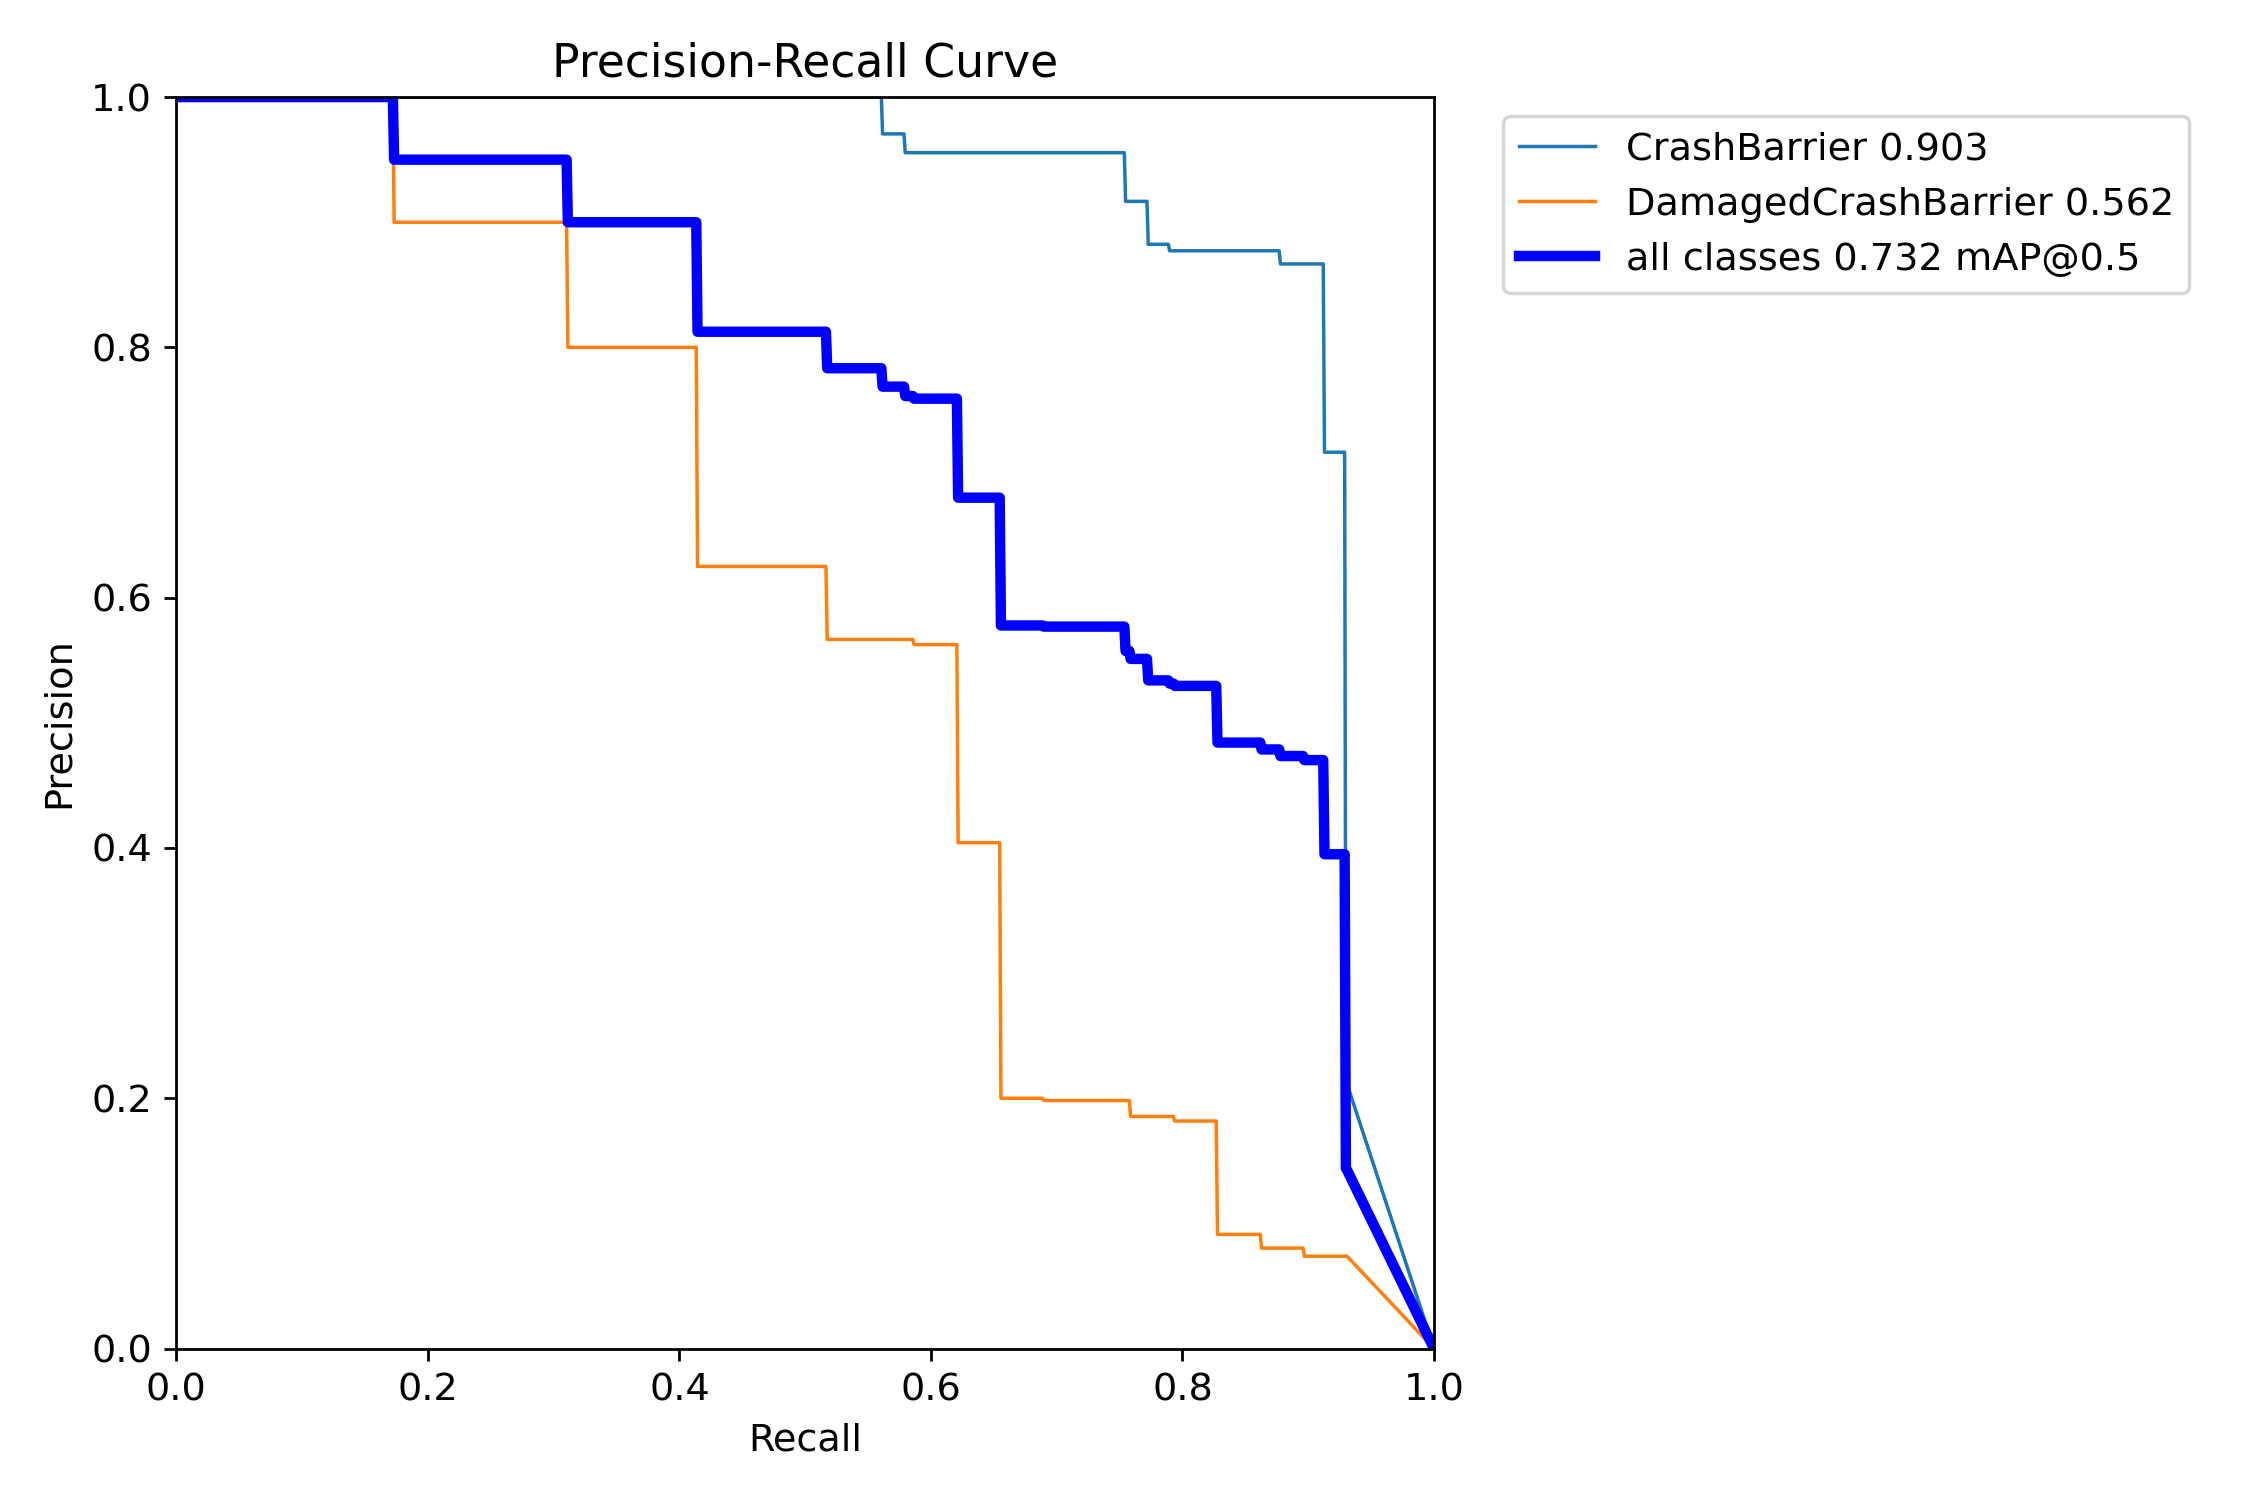 Precision-Recall Curve
CrashBarrier 0.903
DamagedCrashBarrier 0.562
all classes 0.732 mAP@0.5
Precision
1.0
0.8
0.6
0.4
0.2
0.0
0.0 0.2 0.4 0.6 0.8 1.0
Recall